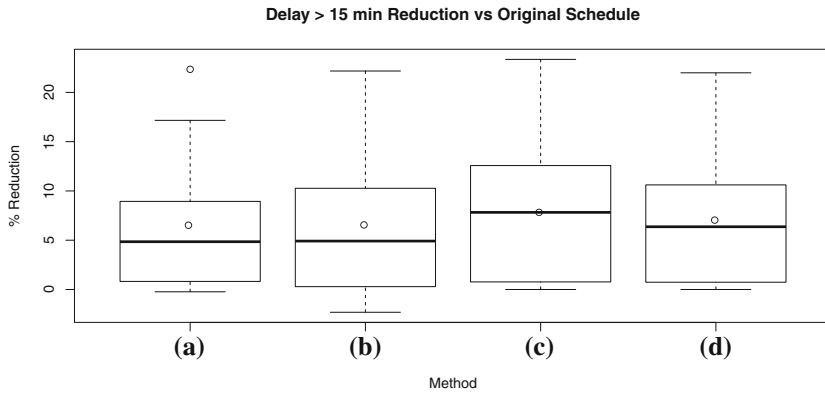 Delay > 15 min Reduction vs Original Schedule
% Reduction
20
15
10
5
0
(a) (b) (c) (d)
Method